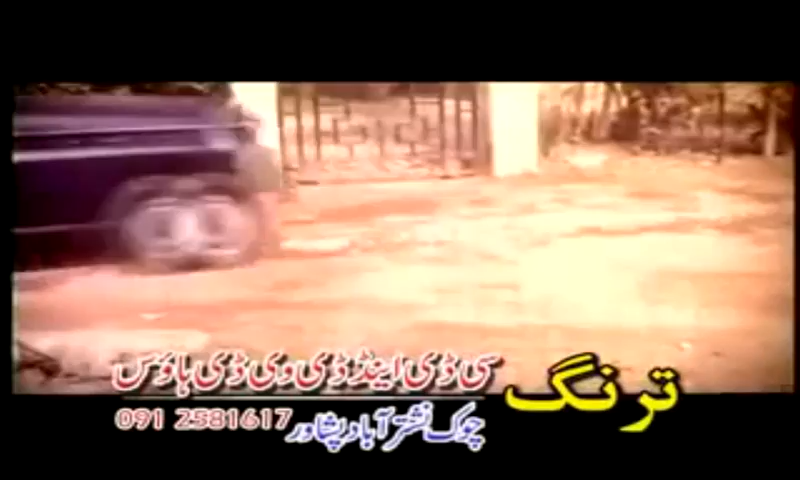 ترنگ
سی ڈی اینڈ ڈی وی ڈی ہاؤس
چوک نشتر آباد پشاور 091 2581617